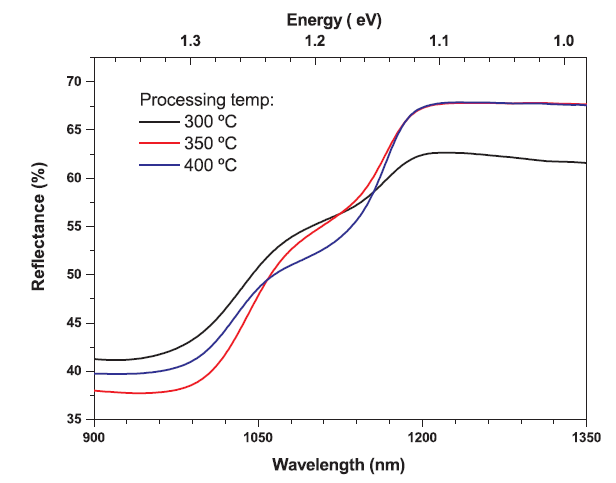 Energy ( eV)
1.3 1.2 1.1 1.0
70
65
60
55
50
45
40
35
Reflectance (%)
Processing temp:
300 ºC
350 ºC
400 ºC
900 1050 1200 1350
Wavelength (nm)